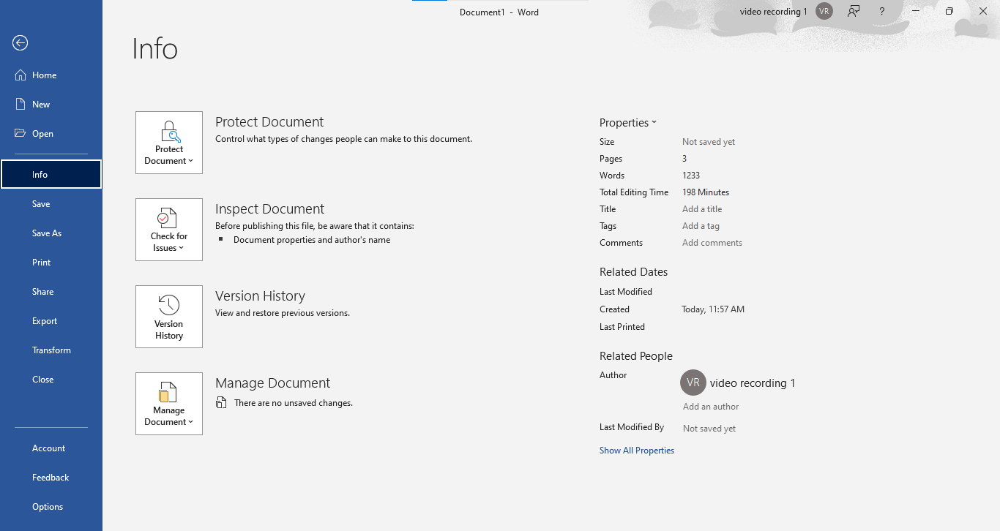 Document1 - Word
video recording 1 VR ?
Info
Home
New
Open
Info
Save
Save As
Print
Share
Export
Transform
Close
Account
Feedback
Options
Protect
Document
Protect Document
Control what types of changes people can make to this document.
Check for
Issues
Inspect Document
Before publishing this file, be aware that it contains:
Document properties and author's name
Version
History
Version History
View and restore previous versions.
Manage
Document
Manage Document
There are no unsaved changes.
Properties
Size Not saved yet
Pages 3
Words 1233
Total Editing Time 198 Minutes
Title Add a title
Tags Add a tag
Comments Add comments
Related Dates
Last Modified
Created Today, 11:57 AM
Last Printed
Related People
Author VR video recording 1
Add an author
Last Modified By Not saved yet
Show All Properties